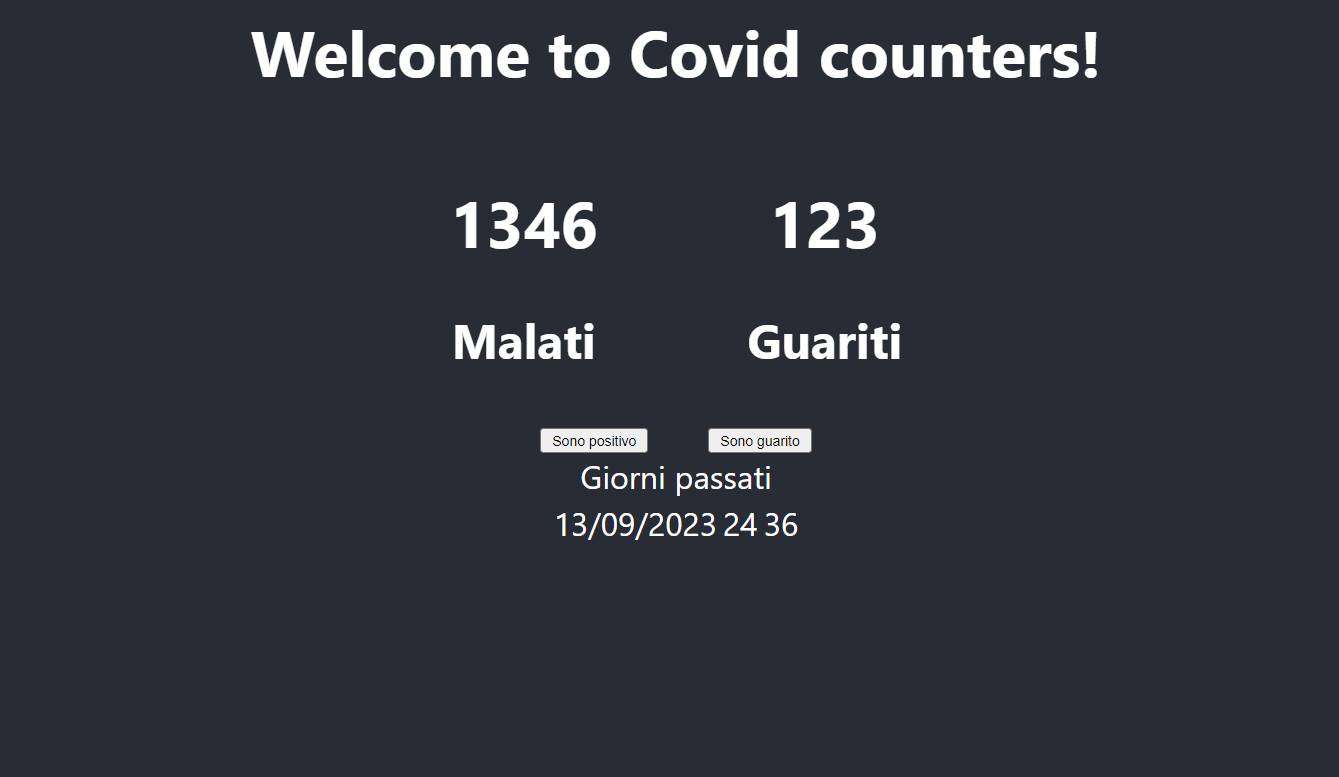 Welcome to Covid counters!
1346 123
Malati Guariti
Sono positivo Sono guarito
Giorni passati
13/09/2023 24 36